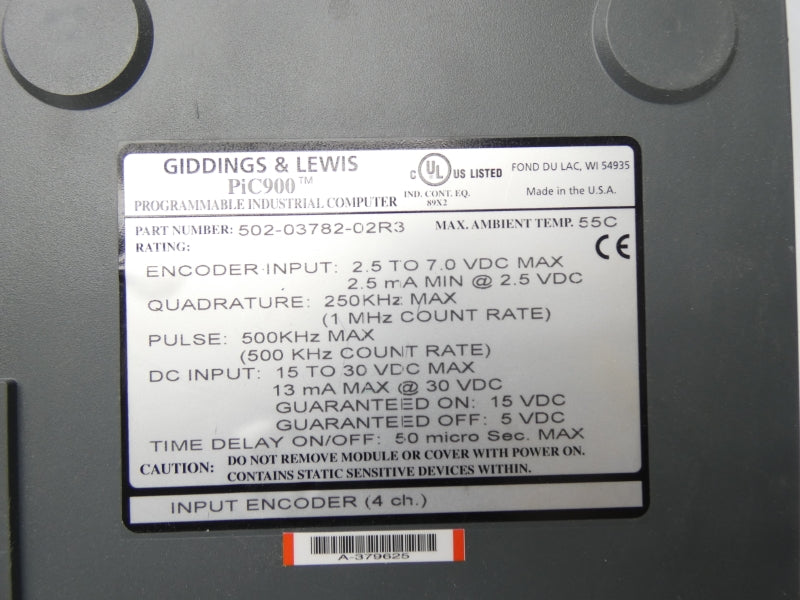 GIDDINGS & LEWIS
PiC900™
PROGRAMMABLE INDUSTRIAL COMPUTER
C UL US LISTED
IND. CONT. EQ.
89X2
FOND DU LAC, WI 54935
Made in the U.S.A.
PART NUMBER: 502-03782-02R3 MAX. AMBIENT TEMP. 55C
RATING:
CE
ENCODER INPUT: 2.5 TO 7.0 VDC MAX
2.5 mA MIN @ 2.5 VDC
QUADRATURE: 250KHz MAX
(1 MHz COUNT RATE)
PULSE: 500KHz MAX
(500 KHz COUNT RATE)
DC INPUT: 15 TO 30 VDC MAX
13 mA MAX @ 30 VDC
GUARANTEED ON: 15 VDC
GUARANTEED OFF: 5 VDC
TIME DELAY ON/OFF: 50 micro Sec. MAX
CAUTION: DO NOT REMOVE MODULE OR COVER WITH POWER ON.
CONTAINS STATIC SENSITIVE DEVICES WITHIN.
INPUT ENCODER (4 ch.)
A-379625